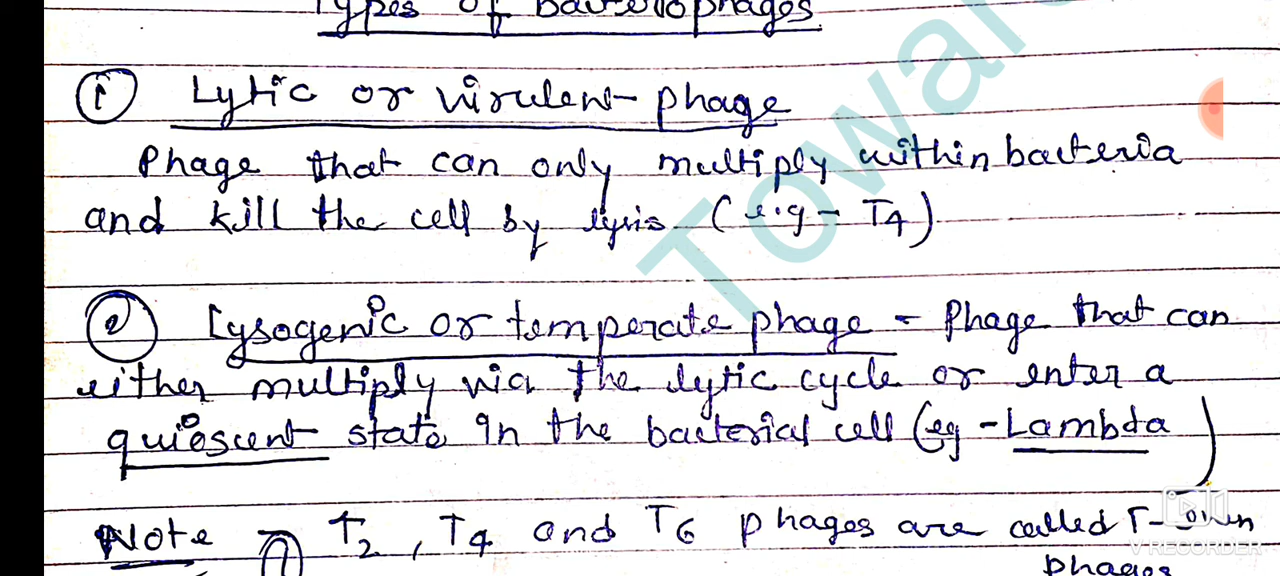 Types of bacteriophages
① Lytic or virulent phage
Phage that can only multiply within bacteria
and kill the cell by lysis (e.g - T4)
② Lysogenic or temperate phage - Phage that can
either multiply via the lytic cycle or enter a
quiescent state in the bacterial cell (eg - Lambda)
Note T2, T4 and T6 phages are called T-even
phages
Towar
V RECORDER